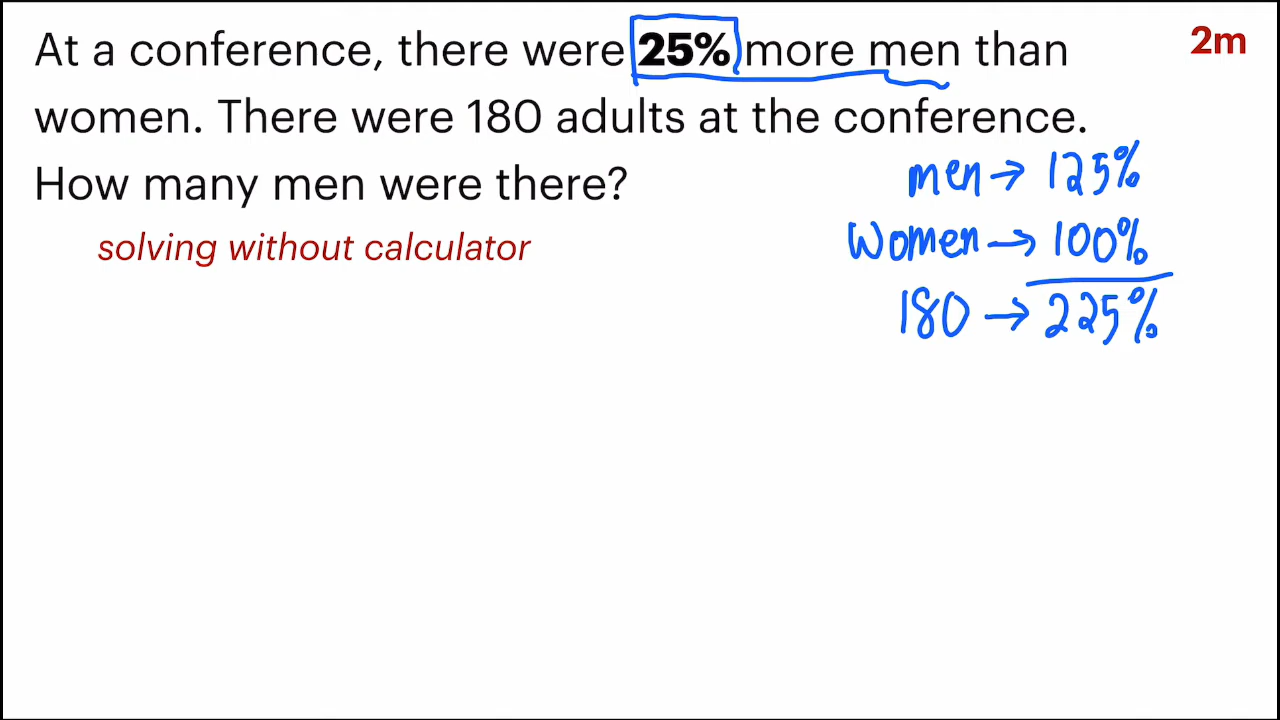 At a conference, there were 25% more men than
2m
women. There were 180 adults at the conference.
How many men were there?
men → 125%
solving without calculator
women → 100%
180 → 225%